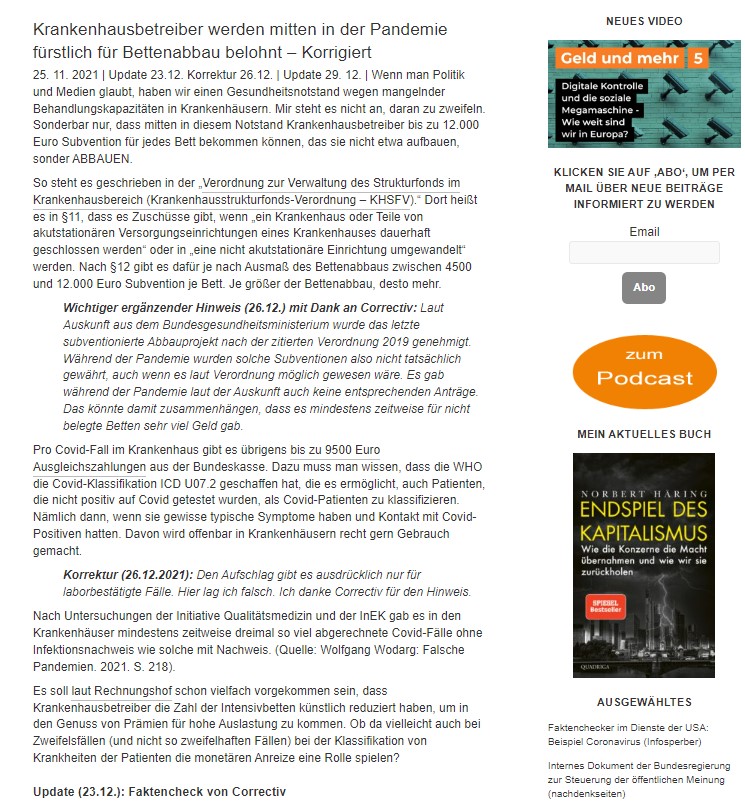 Krankenhausbetreiber werden mitten in der Pandemie
fürstlich für Bettenabbau belohnt – Korrigiert
25. 11. 2021 | Update 23.12. Korrektur 26.12. | Update 29. 12. | Wenn man Politik
und Medien glaubt, haben wir einen Gesundheitsnotstand wegen mangelnder
Behandlungskapazitäten in Krankenhäusern. Mir steht es nicht an, daran zu zweifeln.
Sonderbar nur, dass mitten in diesem Notstand Krankenhausbetreiber bis zu 12.000
Euro Subvention für jedes Bett bekommen können, das sie nicht etwa aufbauen,
sonder ABBAUEN.
So steht es geschrieben in der „Verordnung zur Verwaltung des Strukturfonds im
Krankenhausbereich (Krankenhausstrukturfonds-Verordnung – KHSFV).“ Dort heißt
es in §11, dass es Zuschüsse gibt, wenn „ein Krankenhaus oder Teile von
akutstationären Versorgungseinrichtungen eines Krankenhauses dauerhaft
geschlossen werden“ oder in „eine nicht akutstationäre Einrichtung umgewandelt“
werden. Nach §12 gibt es dafür je nach Ausmaß des Bettenabbaus zwischen 4500
und 12.000 Euro Subvention je Bett. Je größer der Bettenabbau, desto mehr.
Wichtiger ergänzender Hinweis (26.12.) mit Dank an Correctiv: Laut
Auskunft aus dem Bundesgesundheitsministerium wurde das letzte
subventionierte Abbauprojekt nach der zitierten Verordnung 2019 genehmigt.
Während der Pandemie wurden solche Subventionen also nicht tatsächlich
gewährt, auch wenn es laut Verordnung möglich gewesen wäre. Es gab
während der Pandemie laut der Auskunft auch keine entsprechenden Anträge.
Das könnte damit zusammenhängen, dass es mindestens zeitweise für nicht
belegte Betten sehr viel Geld gab.
Pro Covid-Fall im Krankenhaus gibt es übrigens bis zu 9500 Euro
Ausgleichszahlungen aus der Bundeskasse. Dazu muss man wissen, dass die WHO
die Covid-Klassifikation ICD U07.2 geschaffen hat, die es ermöglicht, auch Patienten,
die nicht positiv auf Covid getestet wurden, als Covid-Patienten zu klassifizieren.
Nämlich dann, wenn sie gewisse typische Symptome haben und Kontakt mit Covid-
Positiven hatten. Davon wird offenbar in Krankenhäusern recht gern Gebrauch
gemacht.
Korrektur (26.12.2021): Den Aufschlag gibt es ausdrücklich nur für
laborbestätigte Fälle. Hier lag ich falsch. Ich danke Correctiv für den Hinweis.
Nach Untersuchungen der Initiative Qualitätsmedizin und der InEK gab es in den
Krankenhäuser mindestens zeitweise dreimal so viel abgerechnete Covid-Fälle ohne
Infektionsnachweis wie solche mit Nachweis. (Quelle: Wolfgang Wodarg: Falsche
Pandemien. 2021. S. 218).
Es soll laut Rechnungshof schon vielfach vorgekommen sein, dass
Krankenhausbetreiber die Zahl der Intensivbetten künstlich reduziert haben, um in
den Genuss von Prämien für hohe Auslastung zu kommen. Ob da vielleicht auch bei
Zweifelsfällen (und nicht so zweifelhaften Fällen) bei der Klassifikation von
Krankheiten der Patienten die monetären Anreize eine Rolle spielen?
Update (23.12.): Faktencheck von Correctiv
NEUES VIDEO
Geld und mehr 5
Digitale Kontrolle
und die soziale
Megamaschine -
Wie weit sind
wir in Europa?
KLICKEN SIE AUF ‚ABO‘, UM PER
MAIL ÜBER NEUE BEITRÄGE
INFORMIERT ZU WERDEN
Email
Abo
zum
Podcast
MEIN AKTUELLES BUCH
NORBERT HÄRING
ENDSPIEL DES
KAPITALISMUS
Wie die Konzerne die Macht
übernahmen und wie wir sie
zurückholen
SPIEGEL
Bestseller
QUADRIGA
AUSGEWÄHLTES
Faktenchecker im Dienste der USA:
Beispiel Coronavirus (Infosperber)
Internes Dokument der Bundesregierung
zur Steuerung der öffentlichen Meinung
(nachdenkseiten)